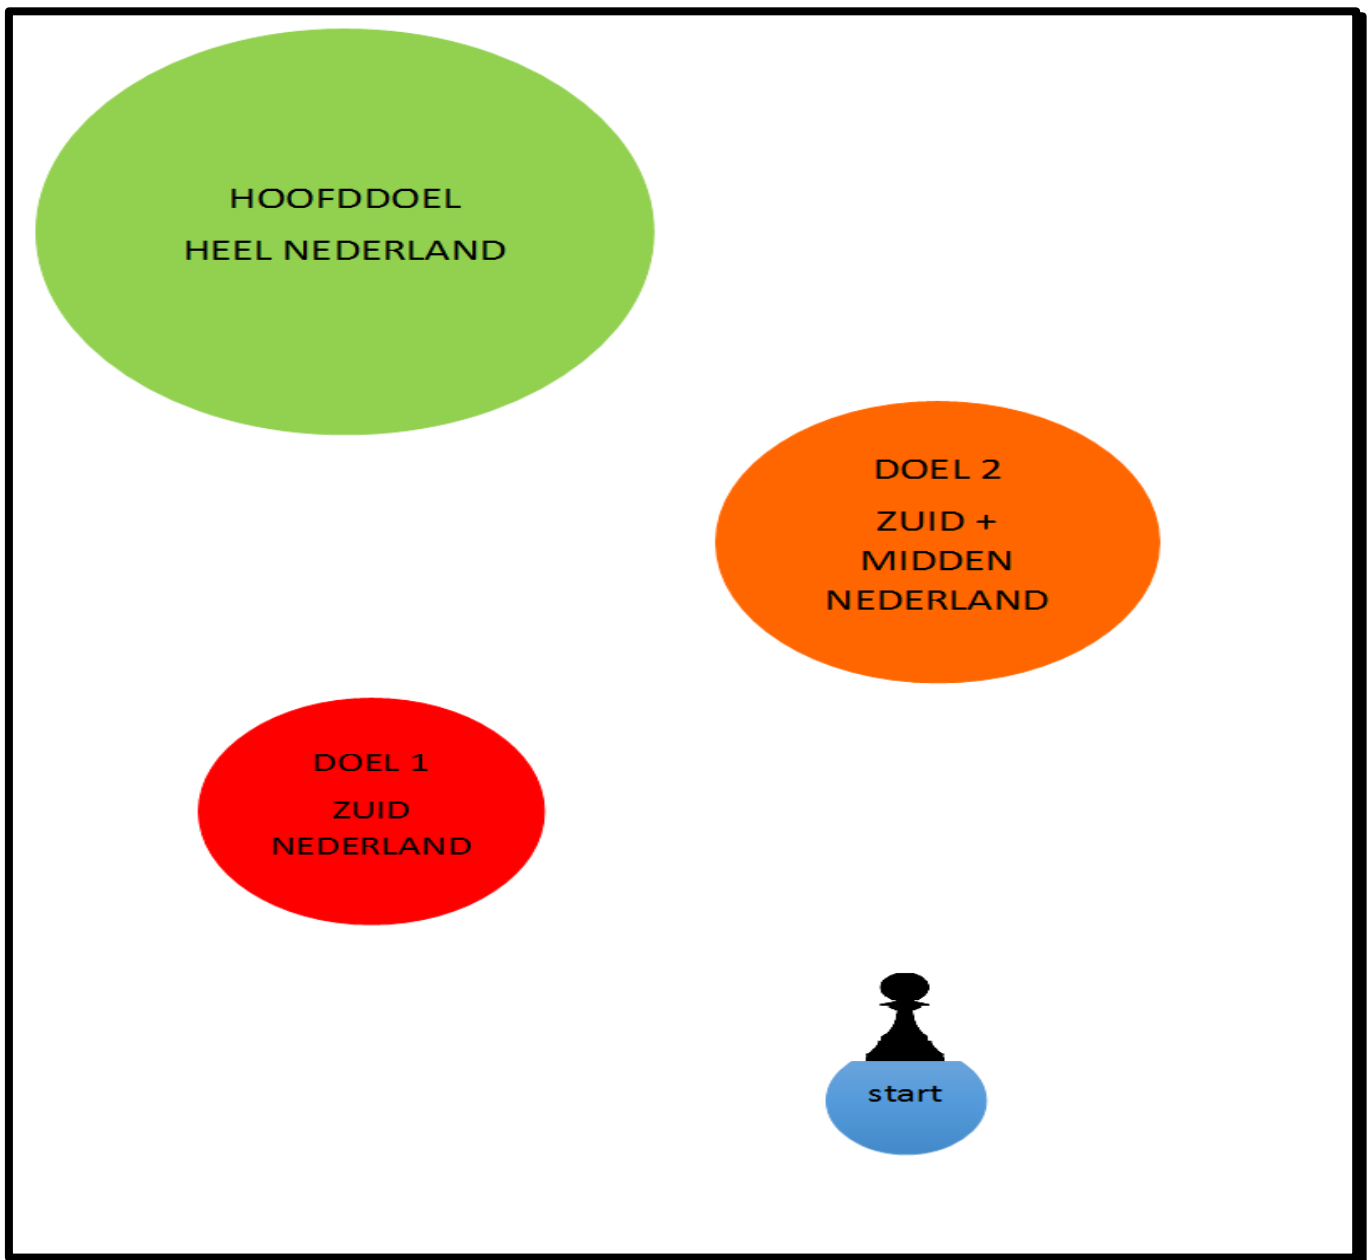 HOOFDDOEL
HEEL NEDERLAND
DOEL 2
ZUID +
MIDDEN
NEDERLAND
DOEL 1
ZUID
NEDERLAND
start